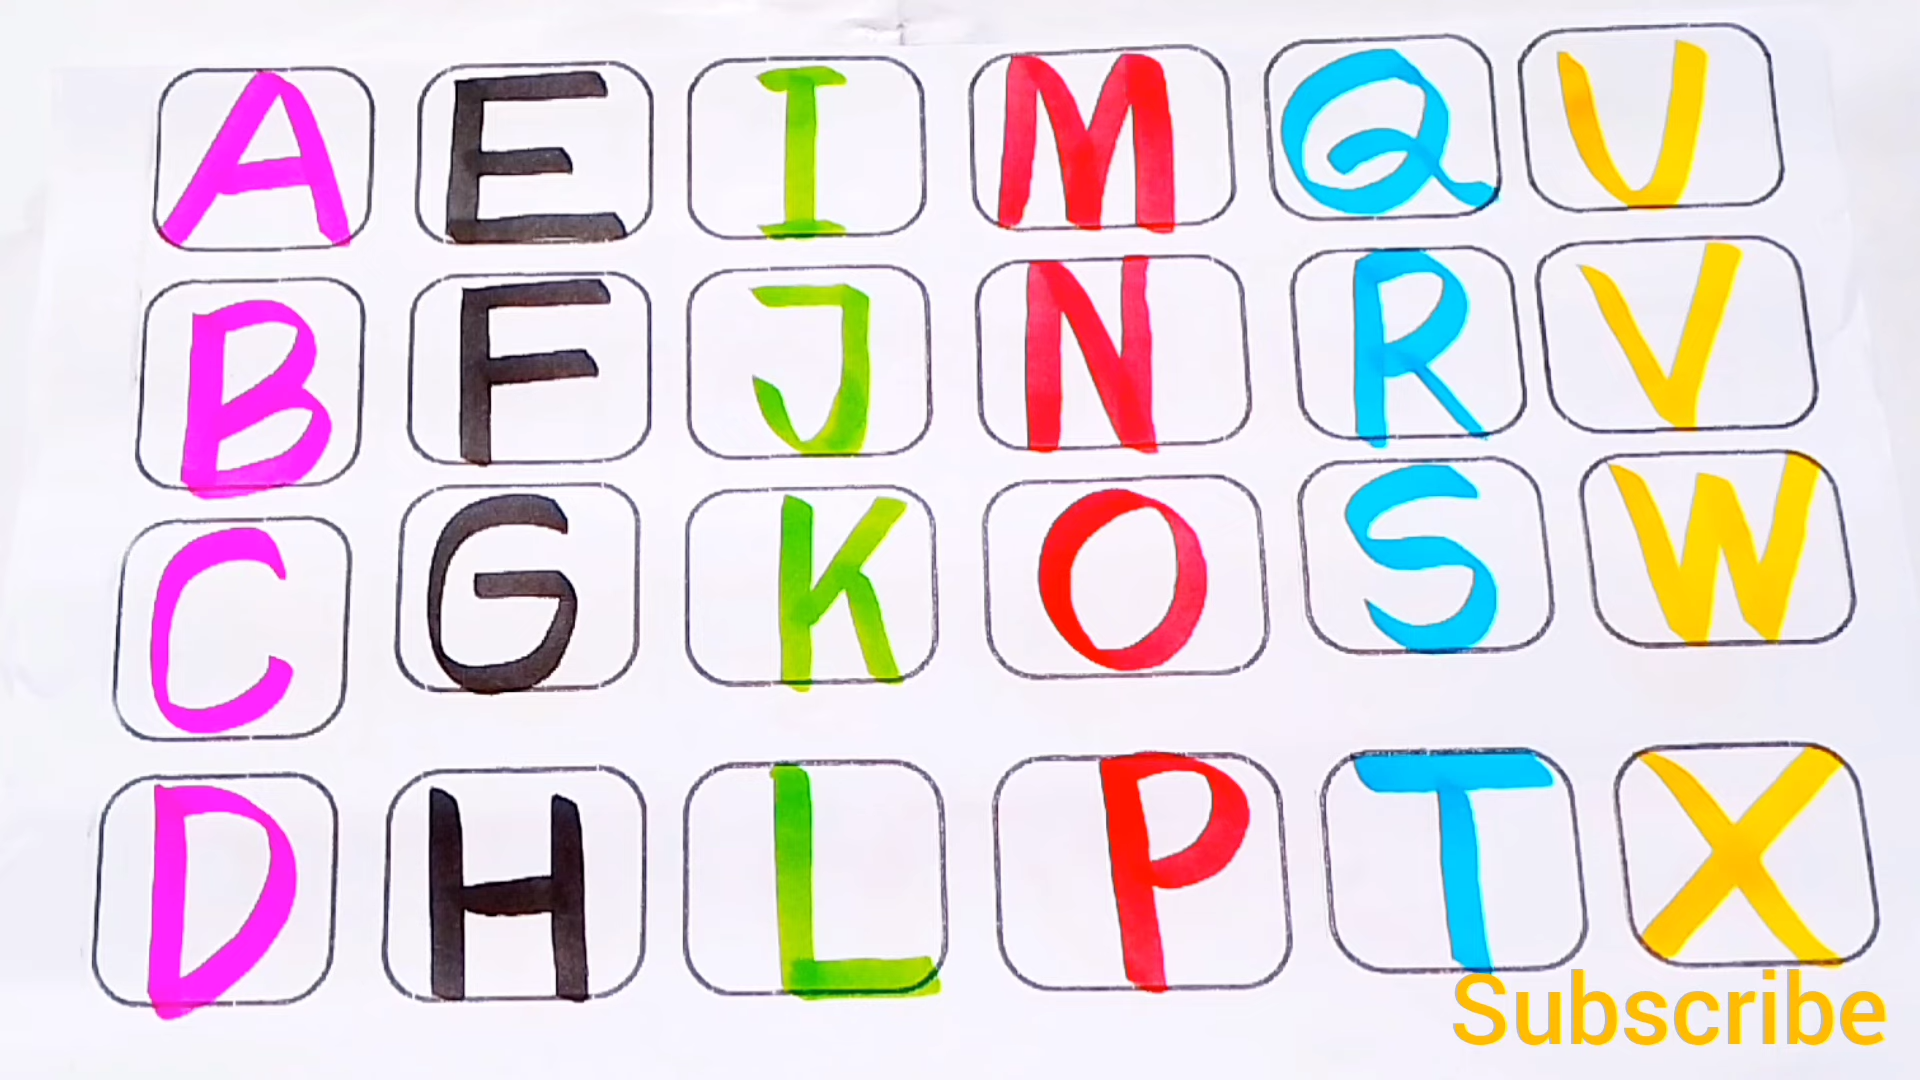 A E I M Q U
B F J N R V
C G K O S W
D H L P T X
Subscribe